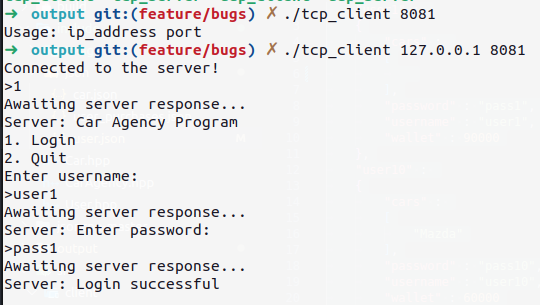 ➜ output git:(feature/bugs) ✗ ./tcp_client 8081
Usage: ip_address port
➜ output git:(feature/bugs) ✗ ./tcp_client 127.0.0.1 8081
Connected to the server!
>1
Awaiting server response...
Server: Car Agency Program
1. Login
2. Quit
Enter username:
>user1
Awaiting server response...
Server: Enter password:
>pass1
Awaiting server response...
Server: Login successful